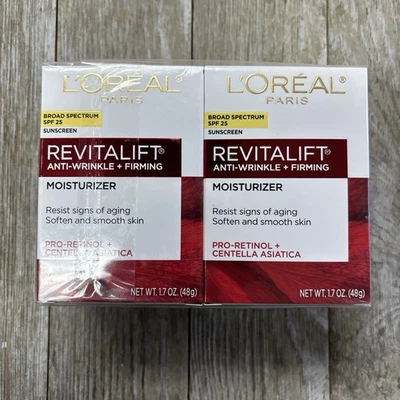 L'ORÉAL
PARIS
BROAD SPECTRUM
SPF 25
SUNSCREEN
REVITALIFT®
ANTI-WRINKLE + FIRMING
MOISTURIZER
Resist signs of aging
Soften and smooth skin
PRO-RETINOL +
CENTELLA ASIATICA
NET WT. 1.7 OZ. (48g)
L'ORÉAL®
PARIS
BROAD SPECTRUM
SPF 25
SUNSCREEN
REVITALIFT®
ANTI-WRINKLE + FIRMING
MOISTURIZER
Resist signs of aging
Soften and smooth skin
PRO-RETINOL +
CENTELLA ASIATICA
NET WT. 1.7 OZ. (48g)